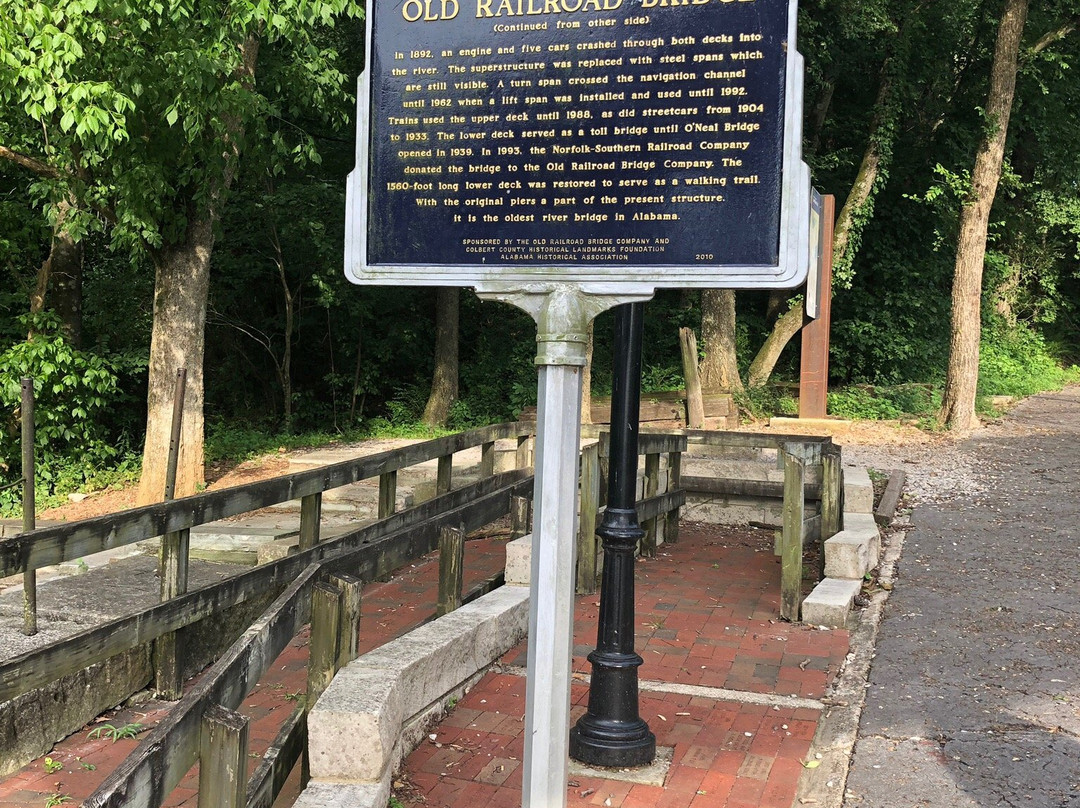 OLD RAILROAD BRIDGE
(Continued from other side)
In 1892, an engine and five cars crashed through both decks into
the river. The superstructure was replaced with steel spans which
are still visible. A turn span crossed the navigation channel
until 1962 when a lift span was installed and used until 1992.
Trains used the upper deck until 1988, as did streetcars from 1904
to 1933. The lower deck served as a toll bridge until O'Neal Bridge
opened in 1939. In 1993, the Norfolk-Southern Railroad Company
donated the bridge to the Old Railroad Bridge Company. The
1560-foot long lower deck was restored to serve as a walking trail.
With the original piers a part of the present structure,
it is the oldest river bridge in Alabama.
SPONSORED BY THE OLD RAILROAD BRIDGE COMPANY AND
COLBERT COUNTY HISTORICAL LANDMARKS FOUNDATION
ALABAMA HISTORICAL ASSOCIATION 2010